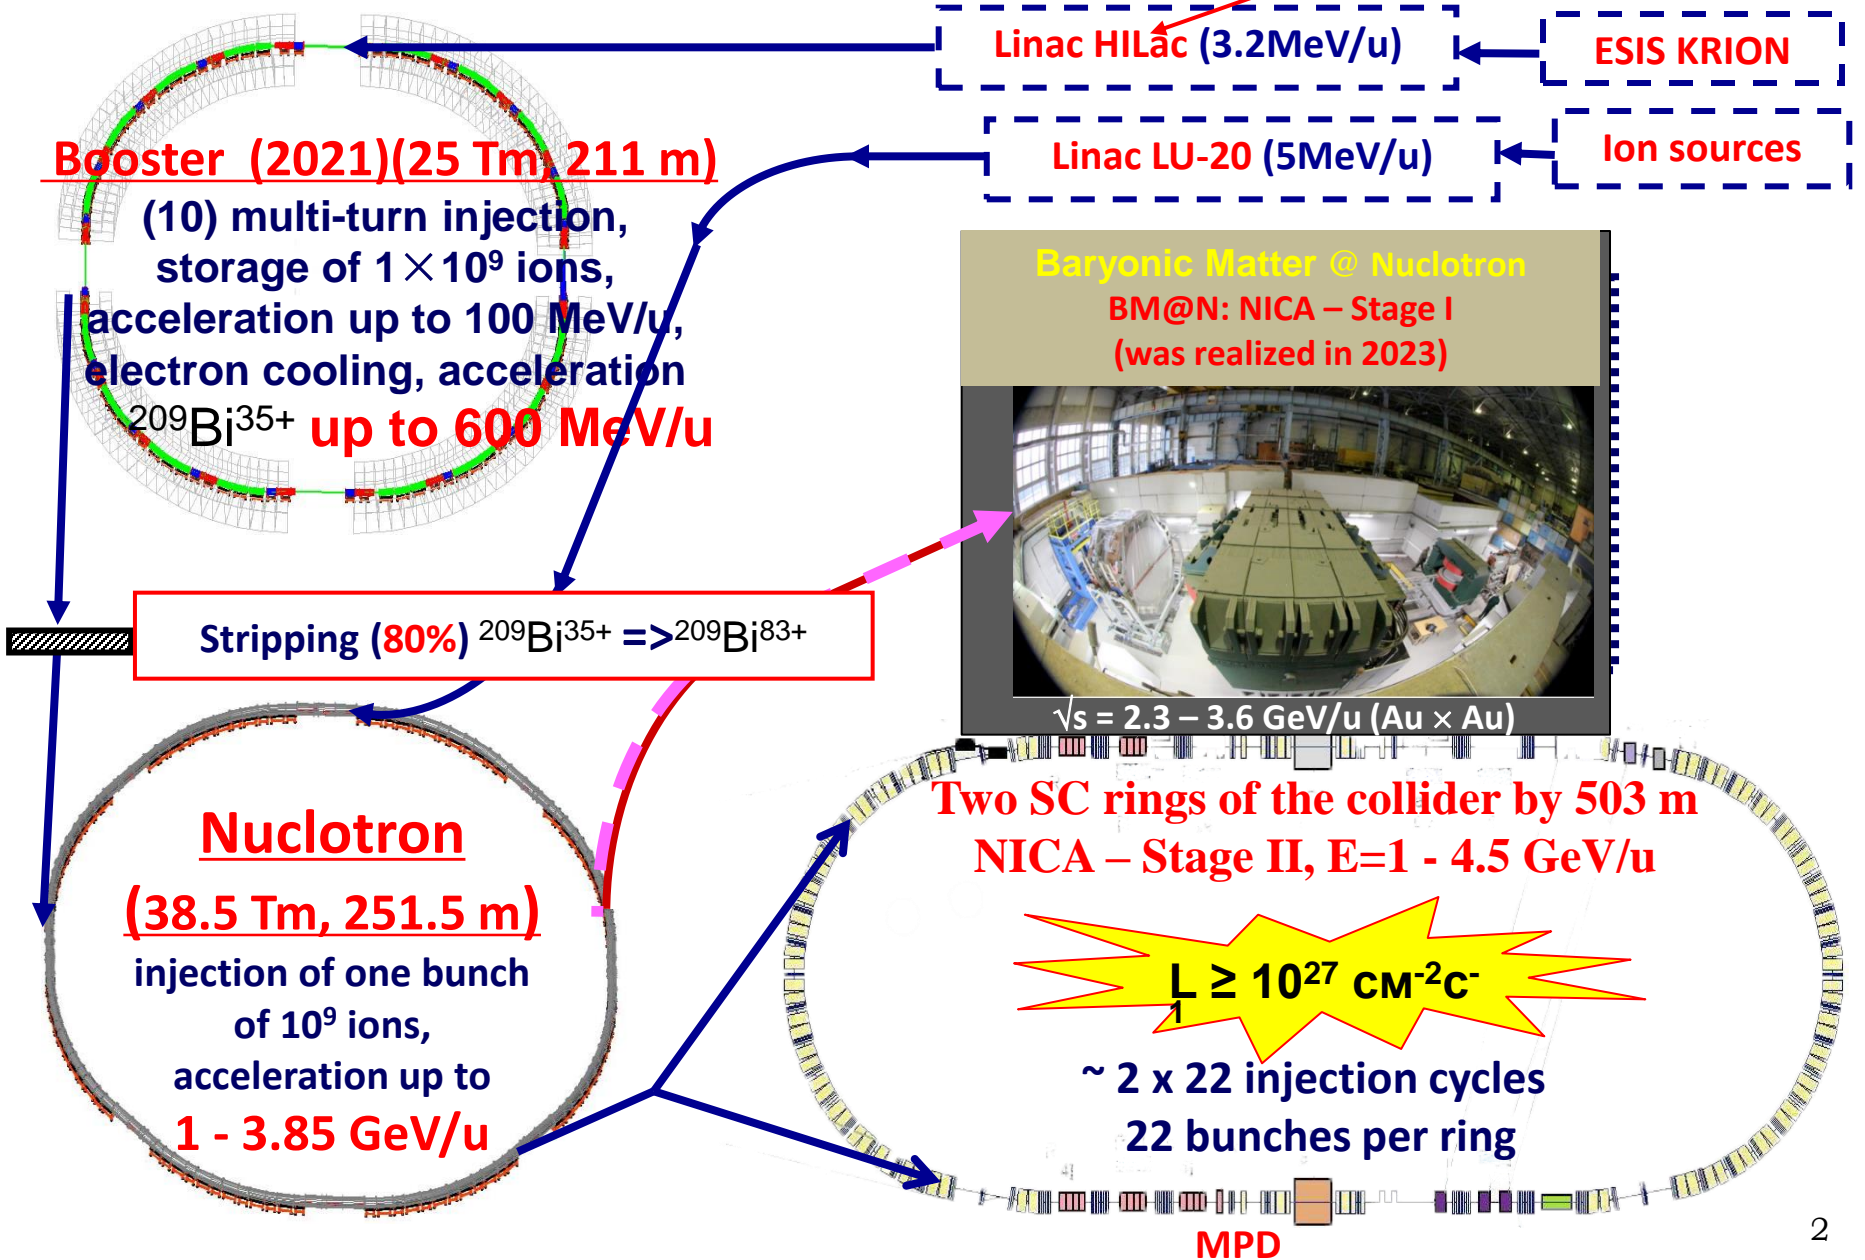 Linac HILac (3.2MeV/u)
ESIS KRION
Linac LU-20 (5MeV/u)
Ion sources
Booster (2021)(25 Tm, 211 m)
(10) multi-turn injection,
storage of 1×10⁹ ions,
acceleration up to 100 MeV/u,
electron cooling, acceleration
²⁰⁹Bi³⁵⁺ up to 600 MeV/u
Baryonic Matter @ Nuclotron
BM@N: NICA – Stage I
(was realized in 2023)
√s = 2.3 – 3.6 GeV/u (Au × Au)
Stripping (80%) ²⁰⁹Bi³⁵⁺ =>²⁰⁹Bi⁸³⁺
Nuclotron
(38.5 Tm, 251.5 m)
injection of one bunch
of 10⁹ ions,
acceleration up to
1 - 3.85 GeV/u
Two SC rings of the collider by 503 m
NICA – Stage II, E=1 - 4.5 GeV/u
L ≥ 10²⁷ см⁻²с⁻
¹
~ 2 x 22 injection cycles
22 bunches per ring
MPD
2